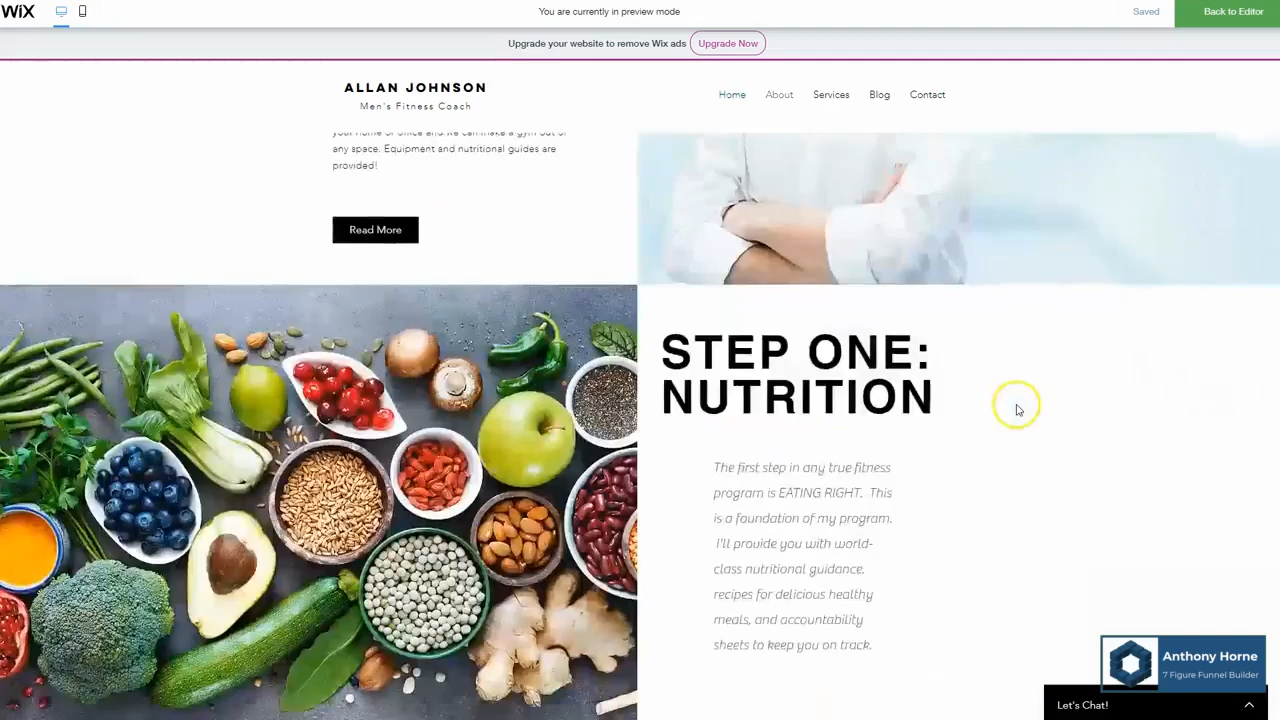 WiX
You are currently in preview mode
Saved
Back to Editor
Upgrade your website to remove Wix ads
Upgrade Now
ALLAN JOHNSON
Men's Fitness Coach
Home
About
Services
Blog
Contact
any space. Equipment and nutritional guides are
provided!
Read More
STEP ONE:
NUTRITION
The first step in any true fitness
program is EATING RIGHT. This
is a foundation of my program.
I'll provide you with world-
class nutritional guidance.
recipes for delicious healthy
meals, and accountability
sheets to keep you on track.
Anthony Horne
7 Figure Funnel Builder
Let's Chat!